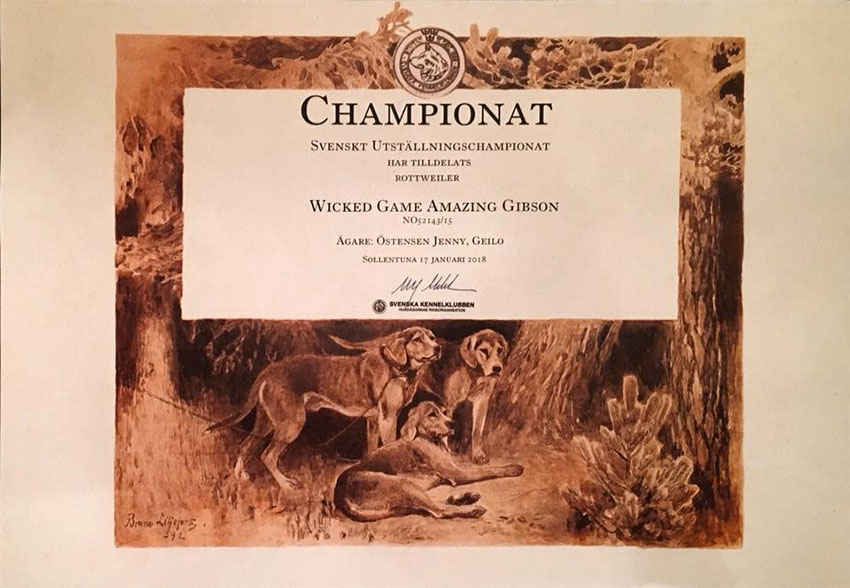 CHAMPIONAT
SVENSKT UTSTÄLLNINGSCHAMPIONAT
HAR TILLDELATS
ROTTWEILER
WICKED GAME AMAZING GIBSON
NO52143/15
ÄGARE: ÖSTENSEN JENNY, GEILO
SOLLENTUNA 17 JANUARI 2018
SVENSKA KENNELKLUBBEN
HUNDÄGARNAS RIKSORGANISATION
Bruno Liljefors